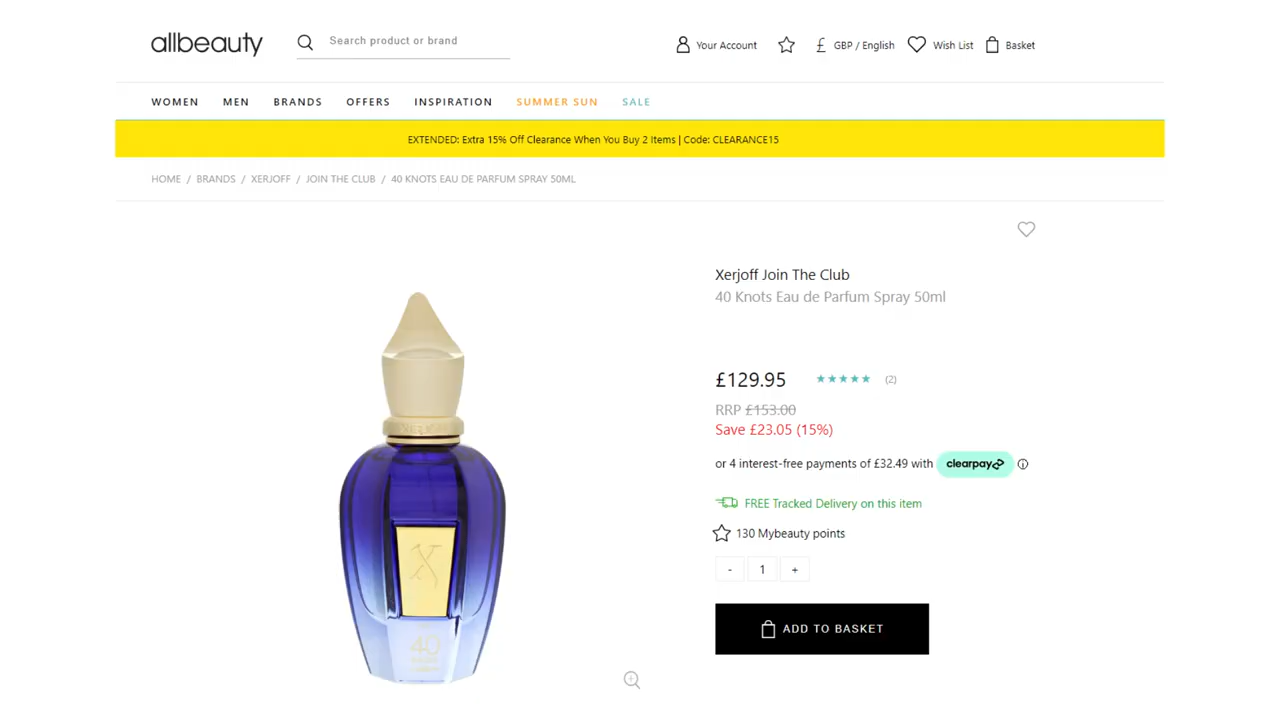 allbeauty
Search product or brand
Your Account
£ GBP / English
Wish List
Basket
WOMEN MEN BRANDS OFFERS INSPIRATION SUMMER SUN SALE
EXTENDED: Extra 15% Off Clearance When You Buy 2 Items | Code: CLEARANCE15
HOME / BRANDS / XERJOFF / JOIN THE CLUB / 40 KNOTS EAU DE PARFUM SPRAY 50ML
Xerjoff Join The Club
40 Knots Eau de Parfum Spray 50ml
£129.95 (2)
RRP £153.00
Save £23.05 (15%)
or 4 interest-free payments of £32.49 with clearpay
FREE Tracked Delivery on this item
130 Mybeauty points
- 1 +
ADD TO BASKET
XERJOFF
X
40